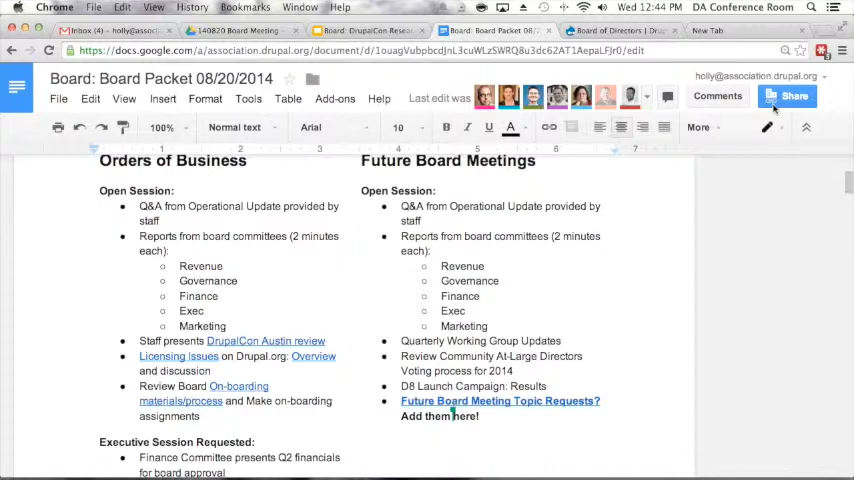 Chrome File Edit View History Bookmarks Window Help
Wed 12:44 PM DA Conference Room
Inbox (4) – holly@associat
140820 Board Meeting –
DrupalCon Resea
Board: Board Packet 08/20
Board of Directors | Drup
New Tab
https://docs.google.com/a/association.drupal.org/document/d/1ouagVubpbcdJnL3cuWLzSWRQ8u3dc62AT1AepaLFJr0/edit
Board: Board Packet 08/20/2014
holly@association.drupal.org
File Edit View Insert Format Tools Table Add-ons Help Last edit was
Comments
Share
100% Normal text Arial 10 B I U A More
1 2 3 4 5 6 7
Orders of Business
Open Session:
● Q&A from Operational Update provided by
staff
● Reports from board committees (2 minutes
each):
○ Revenue
○ Governance
○ Finance
○ Exec
○ Marketing
● Staff presents DrupalCon Austin review
● Licensing Issues on Drupal.org: Overview
and discussion
● Review Board On-boarding
materials/process and Make on-boarding
assignments
Executive Session Requested:
● Finance Committee presents Q2 financials
for board approval
Future Board Meetings
Open Session:
● Q&A from Operational Update provided by
staff
● Reports from board committees (2 minutes
each):
○ Revenue
○ Governance
○ Finance
○ Exec
○ Marketing
● Quarterly Working Group Updates
● Review Community At-Large Directors
Voting process for 2014
● D8 Launch Campaign: Results
● Future Board Meeting Topic Requests?
Add them here!